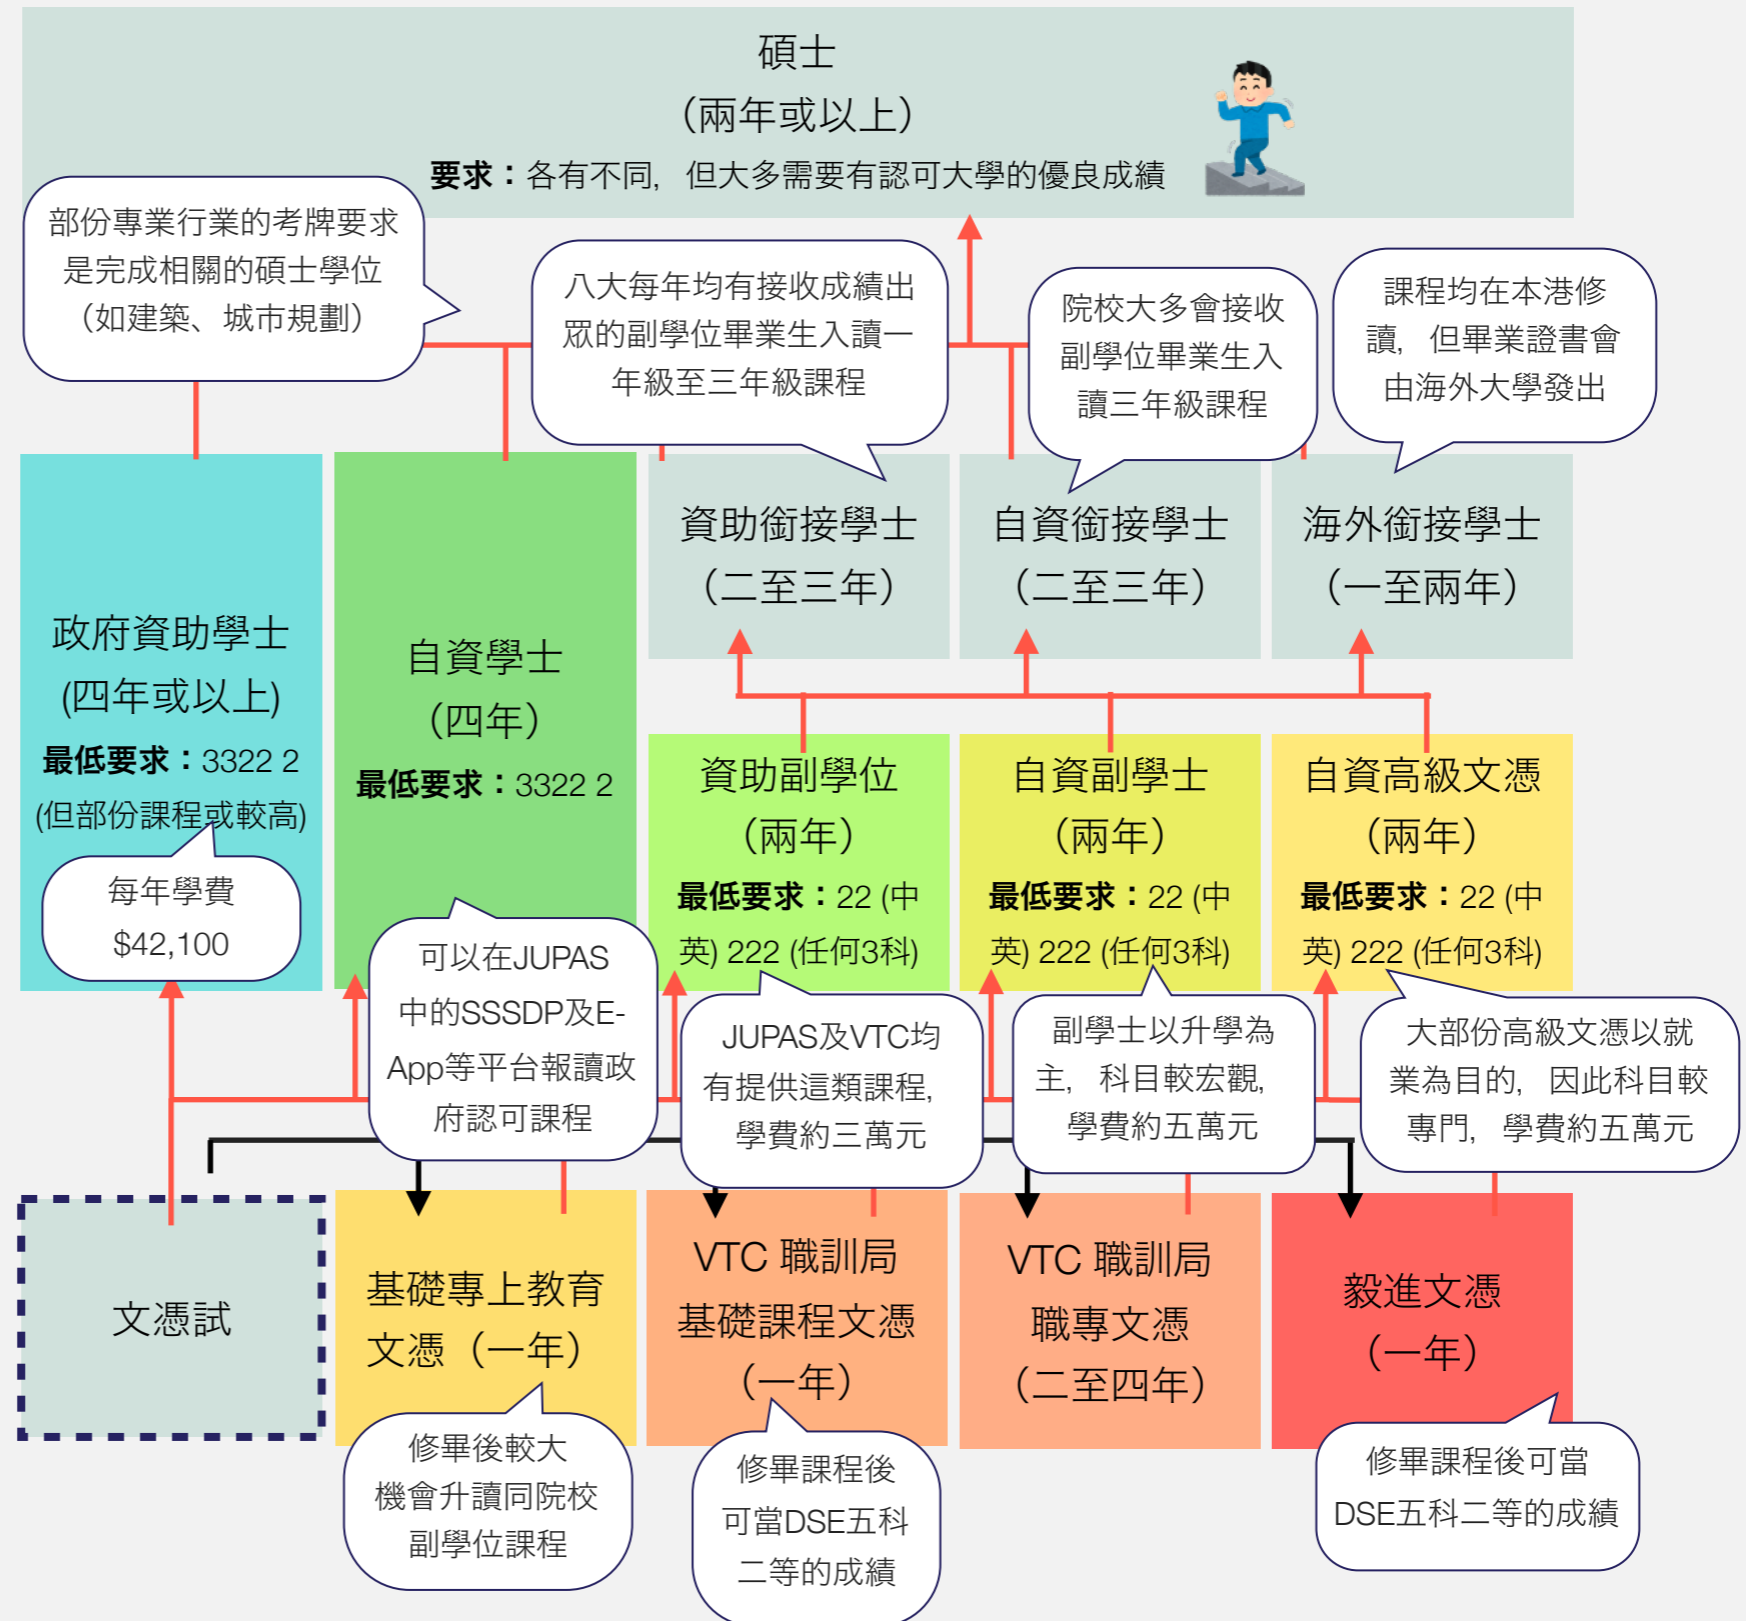 碩士
（兩年或以上）
要求：各有不同，但大多需要有認可大學的優良成績
部份專業行業的考牌要求
是完成相關的碩士學位
（如建築、城市規劃）
八大每年均有接收成績出
眾的副學位畢業生入讀一
年級至三年級課程
院校大多會接收
副學位畢業生入
讀三年級課程
課程均在本港修
讀，但畢業證書會
由海外大學發出
政府資助學士
(四年或以上)
最低要求：3322 2
(但部份課程或較高)
每年學費
$42,100
自資學士
（四年）
最低要求：3322 2
可以在JUPAS
中的SSSDP及E-
App等平台報讀政
府認可課程
資助銜接學士
（二至三年）
自資銜接學士
（二至三年）
海外銜接學士
（一至兩年）
資助副學位
（兩年）
最低要求：22 (中
英) 222 (任何3科)
JUPAS及VTC均
有提供這類課程，
學費約三萬元
自資副學士
（兩年）
最低要求：22 (中
英) 222 (任何3科)
副學士以升學為
主，科目較宏觀，
學費約五萬元
自資高級文憑
（兩年）
最低要求：22 (中
英) 222 (任何3科)
大部份高級文憑以就
業為目的，因此科目較
專門，學費約五萬元
文憑試
基礎專上教育
文憑（一年）
修畢後較大
機會升讀同院校
副學位課程
VTC 職訓局
基礎課程文憑
（一年）
修畢課程後
可當DSE五科
二等的成績
VTC 職訓局
職專文憑
（二至四年）
毅進文憑
（一年）
修畢課程後可當
DSE五科二等的成績